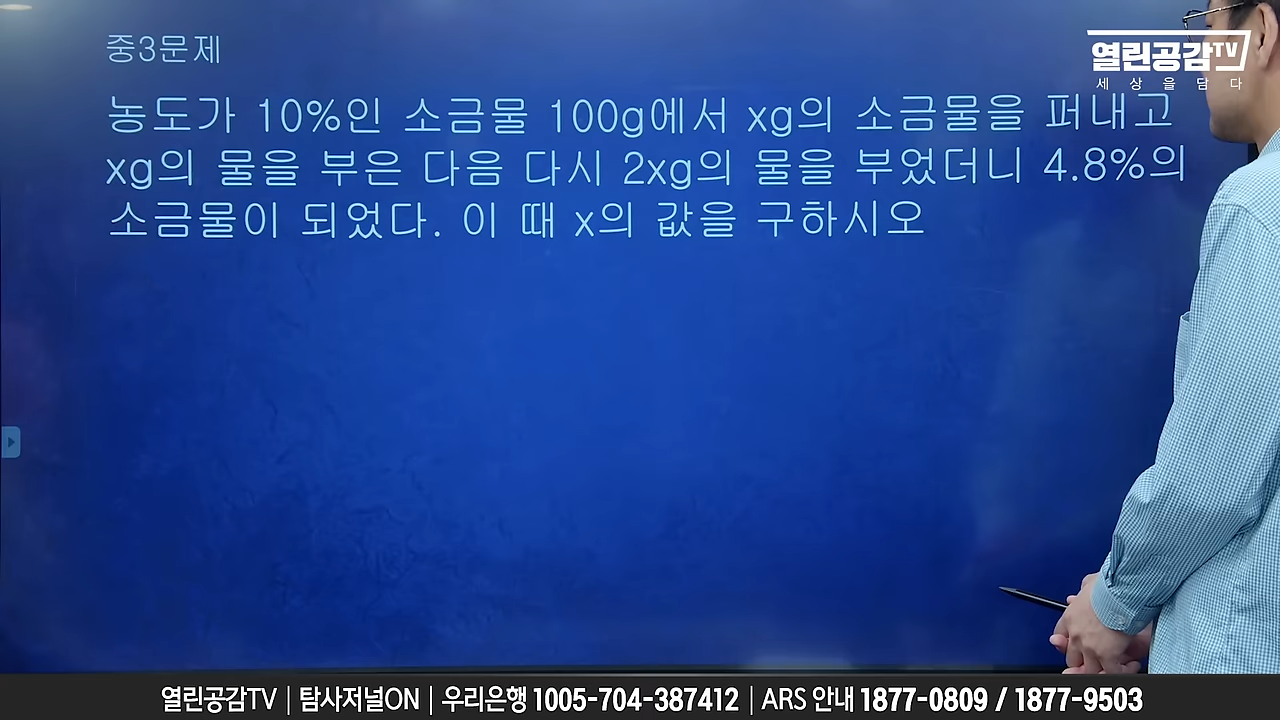 중3문제
열린공감TV
세상을담다
농도가 10%인 소금물 100g에서 xg의 소금물을 퍼내고
xg의 물을 부은 다음 다시 2xg의 물을 부었더니 4.8%의
소금물이 되었다. 이 때 x의 값을 구하시오
열린공감TV | 탐사저널ON | 우리은행 1005-704-387412 | ARS 안내 1877-0809 / 1877-9503